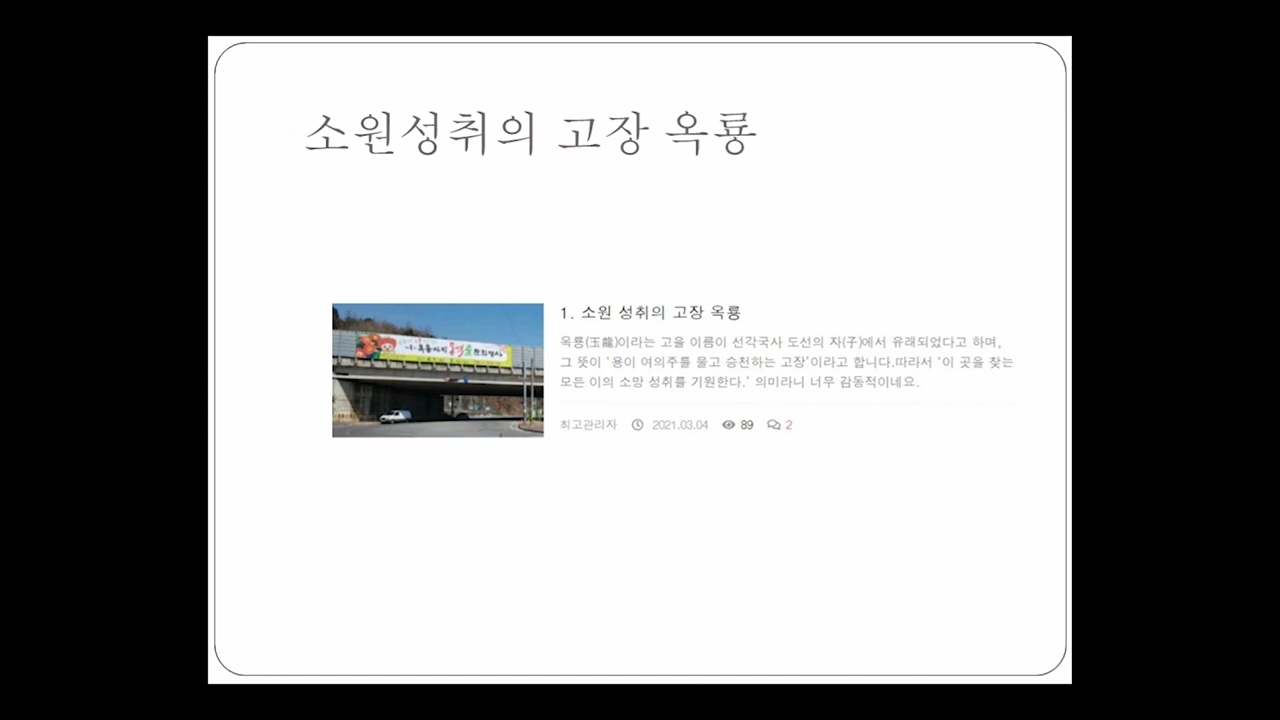 소원성취의 고장 옥룡
1. 소원 성취의 고장 옥룡
옥룡(玉龍)이라는 고을 이름이 선각국사 도선의 자(子)에서 유래되었다고 하며,
그 뜻이 '용이 여의주를 물고 승천하는 고장'이라고 합니다.따라서 '이 곳을 찾는
모든 이의 소망 성취를 기원한다.' 의미라니 너무 감동적이네요.
최고관리자 2021.03.04 89 2